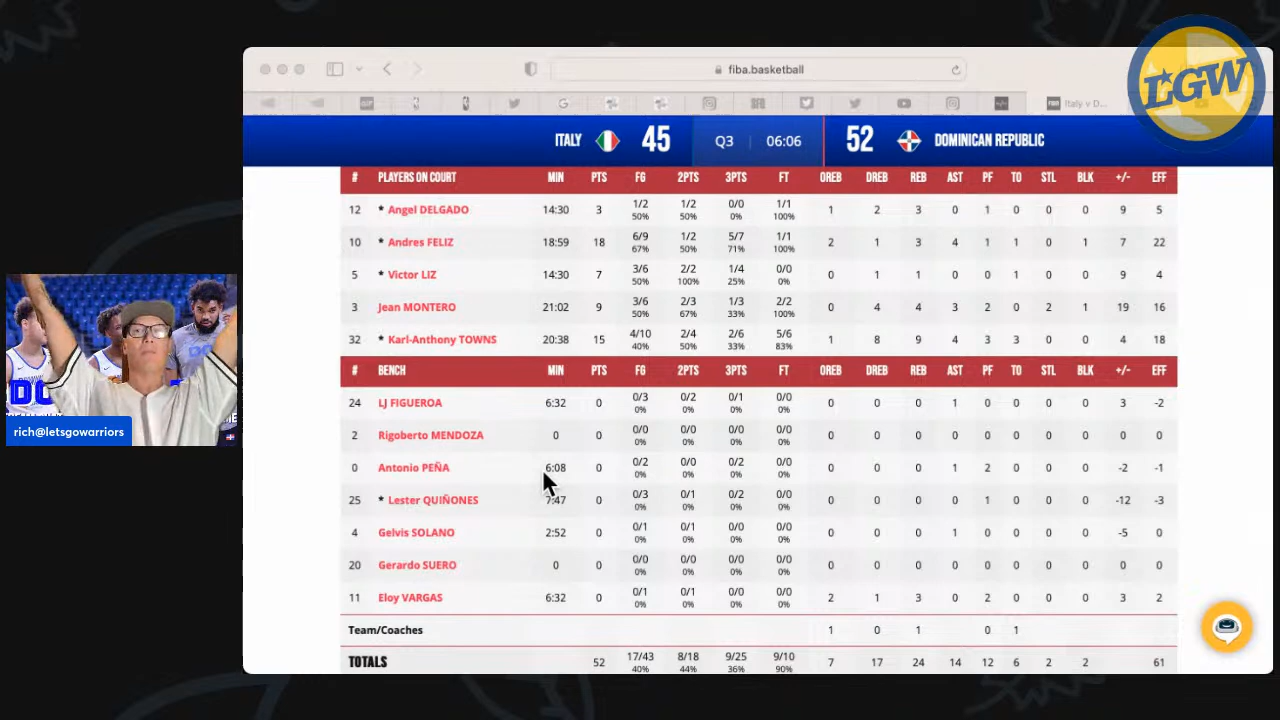 LGW
fiba.basketball
Italy v D...
ITALY 45 Q3 06:06 52 DOMINICAN REPUBLIC
# PLAYERS ON COURT MIN PTS FG 2PTS 3PTS FT OREB DREB REB AST PF TO STL BLK +/- EFF
12 * Angel DELGADO 14:30 3 1/2 50% 1/2 50% 0/0 0% 1/1 100% 1 2 3 0 1 0 0 0 9 5
10 * Andres FELIZ 18:59 18 6/9 67% 1/2 50% 5/7 71% 1/1 100% 2 1 3 4 1 1 0 1 7 22
5 * Victor LIZ 14:30 7 3/6 50% 2/2 100% 1/4 25% 0/0 0% 0 1 1 0 0 1 0 0 9 4
3 Jean MONTERO 21:02 9 3/6 50% 2/3 67% 1/3 33% 2/2 100% 0 4 4 3 2 0 2 1 19 16
32 * Karl-Anthony TOWNS 20:38 15 4/10 40% 2/4 50% 2/6 33% 5/6 83% 1 8 9 4 3 3 0 0 4 18
# BENCH MIN PTS FG 2PTS 3PTS FT OREB DREB REB AST PF TO STL BLK +/- EFF
24 LJ FIGUEROA 6:32 0 0/3 0% 0/2 0% 0/1 0% 0/0 0% 0 0 0 1 0 0 0 0 3 -2
2 Rigoberto MENDOZA 0 0 0/0 0% 0/0 0% 0/0 0% 0/0 0% 0 0 0 0 0 0 0 0 0 0
0 Antonio PEÑA 6:08 0 0/2 0% 0/0 0% 0/2 0% 0/0 0% 0 0 0 1 2 0 0 0 -2 -1
25 * Lester QUIÑONES 7:47 0 0/3 0% 0/1 0% 0/2 0% 0/0 0% 0 0 0 0 1 0 0 0 -12 -3
4 Gelvis SOLANO 2:52 0 0/1 0% 0/1 0% 0/0 0% 0/0 0% 0 0 0 1 0 0 0 0 -5 0
20 Gerardo SUERO 0 0 0/0 0% 0/0 0% 0/0 0% 0/0 0% 0 0 0 0 0 0 0 0 0 0
11 Eloy VARGAS 6:32 0 0/1 0% 0/1 0% 0/0 0% 0/0 0% 2 1 3 0 2 0 0 0 3 2
Team/Coaches 1 0 1 0 1
TOTALS 52 17/43 40% 8/18 44% 9/25 36% 9/10 90% 7 17 24 14 12 6 2 2 61
rich@letsgowarriors